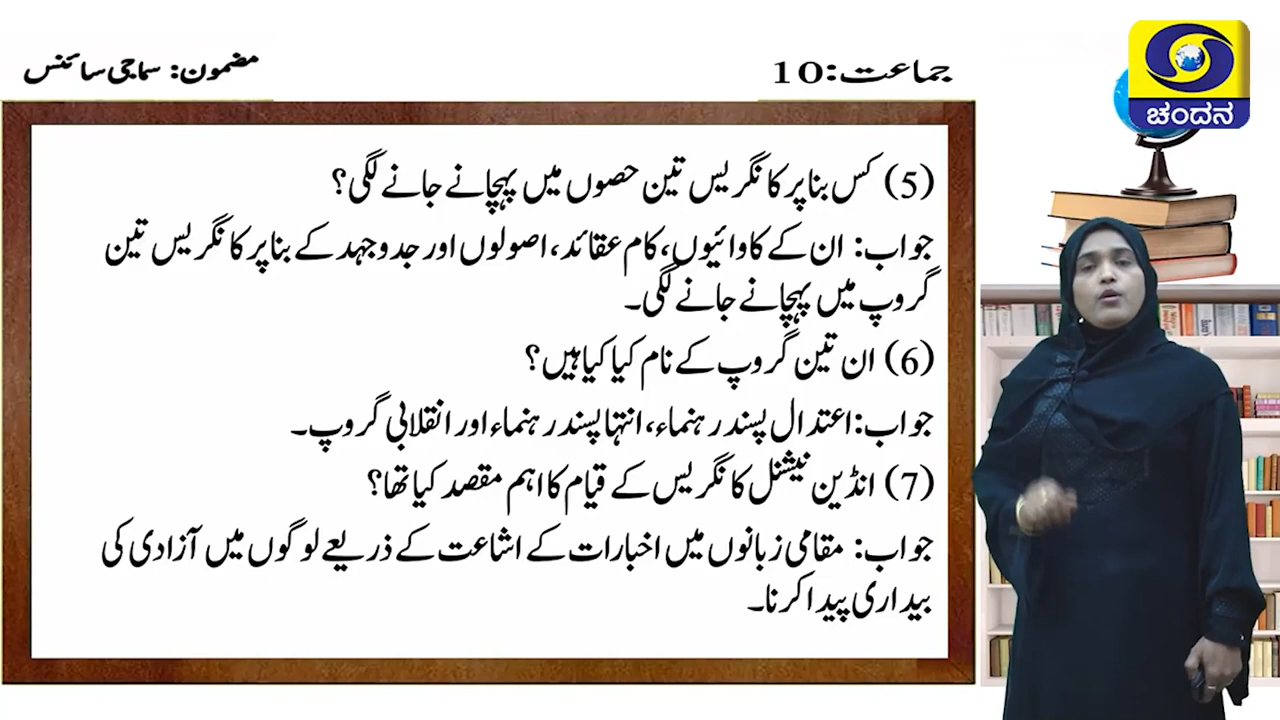 جماعت:10
مضمون: سماجی سائنس
ಚಂದನ
(5) کس بنا پر کانگریس تین حصوں میں پہچانے جانے لگی؟
جواب: ان کے کاوائیوں، کام عقائد، اصولوں اور جدوجہد کے بنا پر کانگریس تین
گروپ میں پہچانے جانے لگی۔
(6) ان تین گروپ کے نام کیا کیا ہیں؟
جواب: اعتدال پسند رہنماء، انتہا پسند رہنماء اور انقلابی گروپ۔
(7) انڈین نیشنل کانگریس کے قیام کا اہم مقصد کیا تھا؟
جواب: مقامی زبانوں میں اخبارات کے اشاعت کے ذریعے لوگوں میں آزادی کی
بیداری پیدا کرنا۔